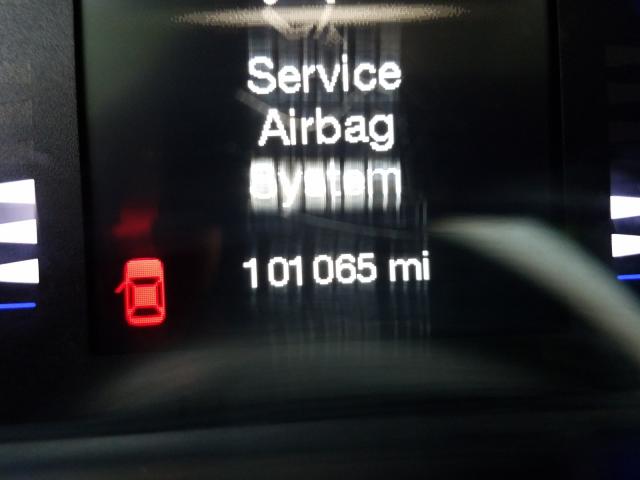 Service
Airbag
System
101065 mi